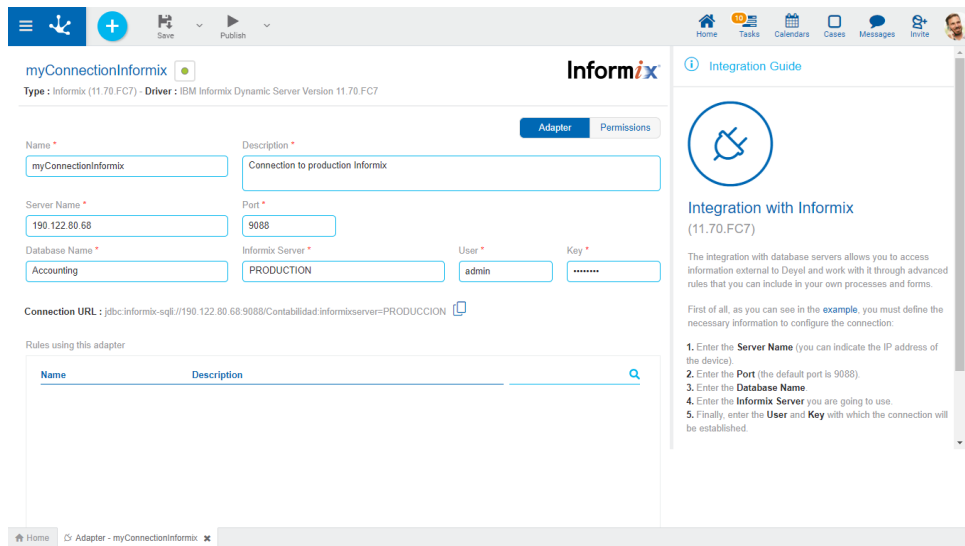 Save
Publish
Home
10
Tasks
Calendars
Cases
Messages
Invite
myConnectionInformix
Informix
Type : Informix (11.70.FC7) - Driver : IBM Informix Dynamic Server Version 11.70.FC7
Adapter
Permissions
Name *
Description *
myConnectionInformix
Connection to production Informix
Server Name *
Port *
190.122.80.68
9088
Database Name *
Informix Server *
User *
Key *
Accounting
PRODUCTION
admin
••••••••
Connection URL : jdbc:informix-sqli://190.122.80.68:9088/Contabilidad:informixserver=PRODUCCION
Rules using this adapter
Name
Description
Integration Guide
Integration with Informix
(11.70.FC7)
The integration with database servers allows you to access
information external to Deyel and work with it through advanced
rules that you can include in your own processes and forms.
First of all, as you can see in the example, you must define the
necessary information to configure the connection:
1. Enter the Server Name (you can indicate the IP address of
the device).
2. Enter the Port (the default port is 9088).
3. Enter the Database Name.
4. Enter the Informix Server you are going to use.
5. Finally, enter the User and Key with which the connection will
be established.
Home
Adapter - myConnectionInformix